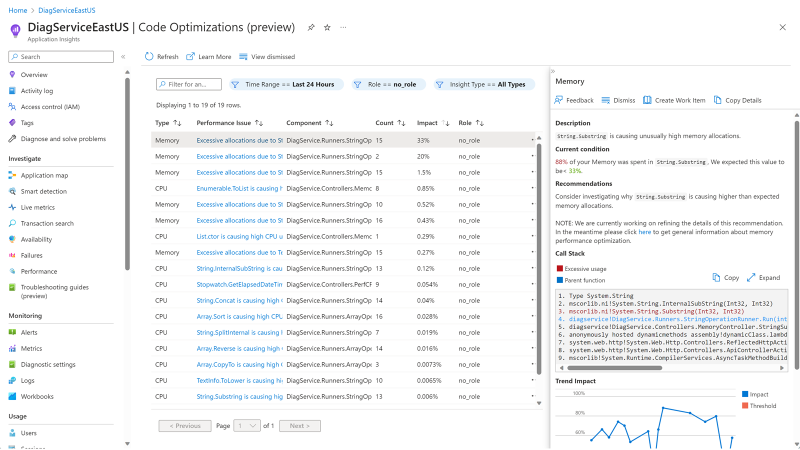 Home > DiagServiceEastUS
DiagServiceEastUS | Code Optimizations (preview)
Application Insights
Search
Overview
Activity log
Access control (IAM)
Tags
Diagnose and solve problems
Investigate
Application map
Smart detection
Live metrics
Transaction search
Availability
Failures
Performance
Troubleshooting guides
(preview)
Monitoring
Alerts
Metrics
Diagnostic settings
Logs
Workbooks
Usage
Users
Refresh Learn More View dismissed
Filter for an... Time Range == Last 24 Hours Role == no_role Insight Type == All Types
Displaying 1 to 19 of 19 rows.
Type Performance Issue Component Count Impact Role
Memory Excessive allocations due to St DiagService.Runners.StringOp 15 33% no_role
Memory Excessive allocations due to St DiagService.Runners.StringOp 2 20% no_role
Memory Excessive allocations due to St DiagService.Runners.StringOp 15 1.5% no_role
CPU Enumerable.ToList is causing h DiagService.Controllers.Memo 8 0.85% no_role
CPU Excessive allocations due to St DiagService.Runners.StringOp 10 0.52% no_role
CPU Excessive allocations due to St DiagService.Runners.StringOp 16 0.43% no_role
CPU List.ctor is causing high CPU u DiagService.Controllers.Memo 1 0.29% no_role
Memory Excessive allocations due to St DiagService.Runners.StringOp 15 0.27% no_role
CPU String.InternalSubString is cau DiagService.Runners.StringOp 13 0.12% no_role
CPU Stopwatch.GetElapsedDateTim DiagService.Controllers.PerfCP 9 0.054% no_role
CPU String.Concat is causing high C DiagService.Runners.StringOp 14 0.04% no_role
CPU Array.Sort is causing high CPU DiagService.Runners.ArrayOpe 16 0.028% no_role
CPU String.SplitInternal is causing h DiagService.Runners.StringOp 7 0.019% no_role
CPU Array.Reverse is causing high C DiagService.Runners.ArrayOpe 14 0.016% no_role
CPU Array.CopyTo is causing high C DiagService.Runners.ArrayOpe 3 0.0073% no_role
CPU TextInfo.ToLower is causing hig DiagService.Runners.StringOp 10 0.0065% no_role
CPU String.Substring is causing high DiagService.Runners.StringOp 13 0.006% no_role
< Previous Page 1 of 1 Next >
Memory
Feedback Dismiss Create Work Item Copy Details
Description
String.Substring is causing unusually high memory allocations.
Current condition
88% of your Memory was spent in String.Substring. We expected this value to
be< 33%.
Recommendations
Consider investigating why String.Substring is causing higher than expected
memory allocations.
NOTE: We are currently working on refining the details of this recommendation.
In the meantime please click here to get general information about memory
performance optimization.
Call Stack
Excessive usage
Parent function
Copy Expand
1. Type System.String
2. mscorlib.ni!System.String.InternalSubString(Int32, Int32)
3. mscorlib.ni!System.String.Substring(Int32, Int32)
4. diagservice!DiagService.Runners.StringOperationRunner.Run(int
5. diagservice!DiagService.Controllers.MemoryController.StringSu
6. anonymously hosted dynamicmethods assembly!dynamicClass.lambd
7. system.web.http!System.Web.Http.Controllers.ReflectedHttpActi
8. system.web.http!System.Web.Http.Controllers.ApiControllerActi
9. mscorlib!System.Runtime.CompilerServices.AsyncTaskMethodBuild
Trend Impact
100%
80%
60%
Impact
Threshold